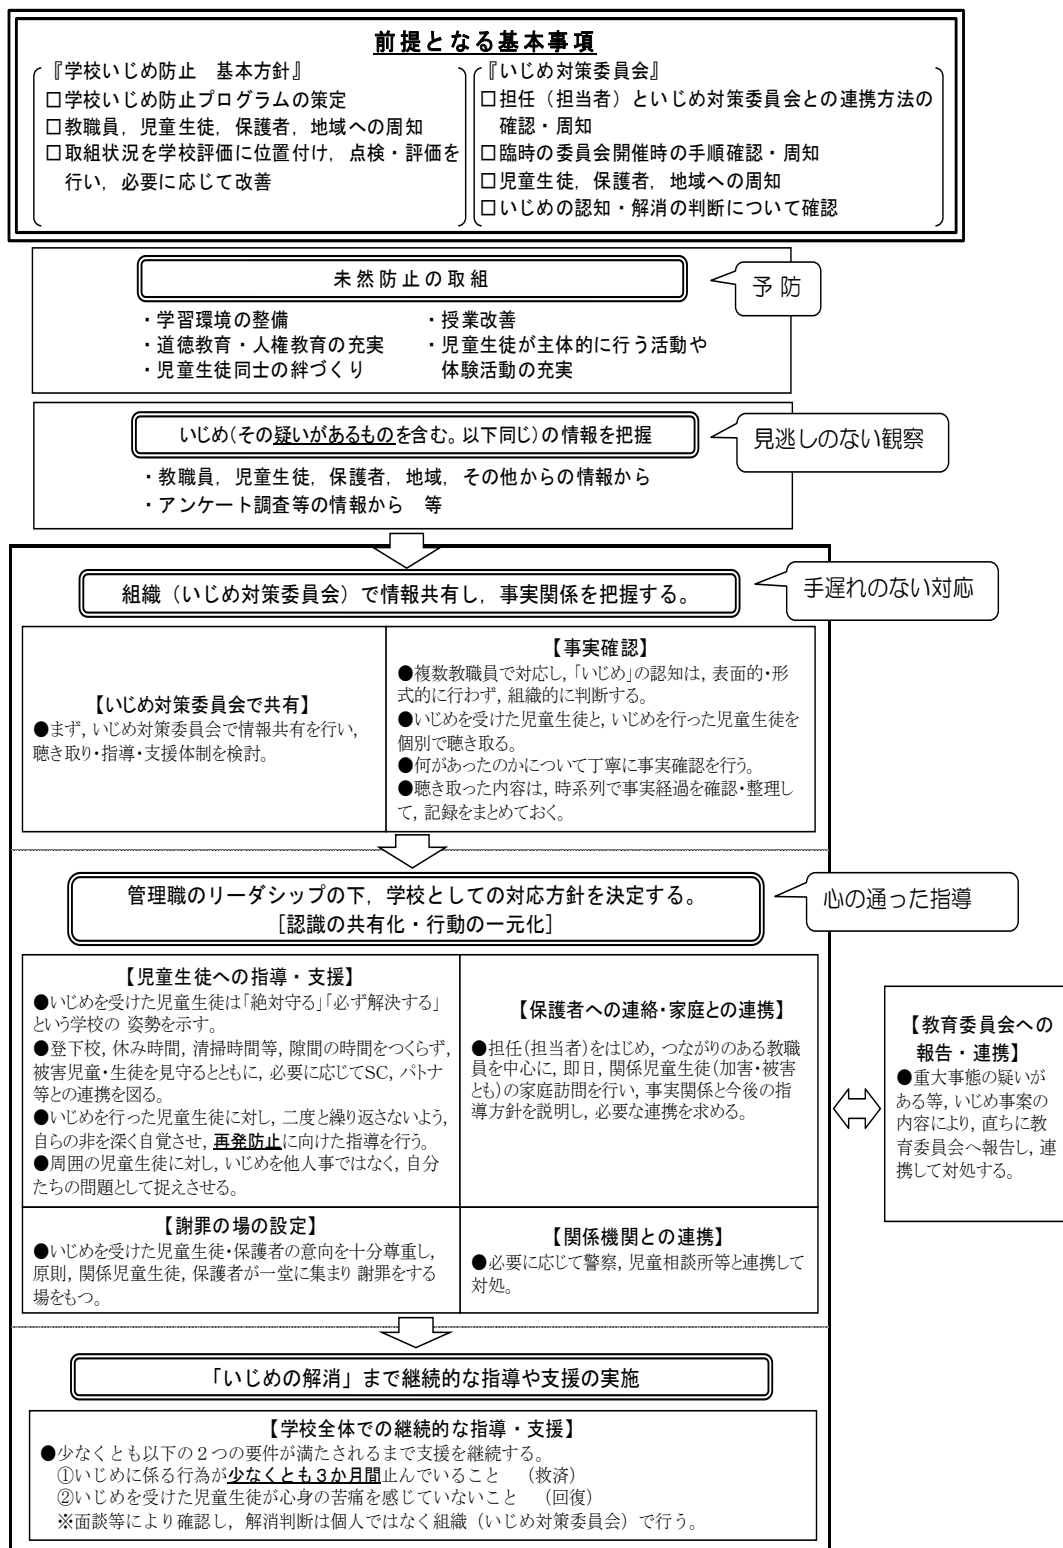 前提となる基本事項
『学校いじめ防止　基本方針』
□学校いじめ防止プログラムの策定
□教職員，児童生徒，保護者，地域への周知
□取組状況を学校評価に位置付け，点検・評価を
行い，必要に応じて改善
『いじめ対策委員会』
□担任（担当者）といじめ対策委員会との連携方法の
確認・周知
□臨時の委員会開催時の手順確認・周知
□児童生徒，保護者，地域への周知
□いじめの認知・解消の判断について確認
未然防止の取組
予防
・学習環境の整備
・道徳教育・人権教育の充実
・児童生徒同士の絆づくり
・授業改善
・児童生徒が主体的に行う活動や
体験活動の充実
いじめ（その疑いがあるものを含む。以下同じ）の情報を把握
見逃しのない観察
・教職員，児童生徒，保護者，地域，その他からの情報から
・アンケート調査等の情報から　等
組織（いじめ対策委員会）で情報共有し，事実関係を把握する。
手遅れのない対応
【いじめ対策委員会で共有】
●まず，いじめ対策委員会で情報共有を行い，
聴き取り・指導・支援体制を検討。
【事実確認】
●複数教職員で対応し，「いじめ」の認知は，表面的・形
式的に行わず，組織的に判断する。
●いじめを受けた児童生徒と，いじめを行った児童生徒を
個別で聴き取る。
●何があったのかについて丁寧に事実確認を行う。
●聴き取った内容は，時系列で事実経過を確認・整理し
て，記録をまとめておく。
管理職のリーダシップの下，学校としての対応方針を決定する。
［認識の共有化・行動の一元化］
心の通った指導
【児童生徒への指導・支援】
●いじめを受けた児童生徒は「絶対守る」「必ず解決する」
という学校の 姿勢を示す。
●登下校，休み時間，清掃時間等，隙間の時間をつくらず，
被害児童・生徒を見守るとともに，必要に応じてSC，パトナ
等との連携を図る。
●いじめを行った児童生徒に対し，二度と繰り返さないよう，
自らの非を深く自覚させ，再発防止に向けた指導を行う。
●周囲の児童生徒に対し，いじめを他人事ではなく，自分
たちの問題として捉えさせる。
【保護者への連絡・家庭との連携】
●担任（担当者）をはじめ，つながりのある教職
員を中心に，即日，関係児童生徒（加害・被害
とも）の家庭訪問を行い，事実関係と今後の指
導方針を説明し，必要な連携を求める。
【教育委員会への
報告・連携】
●重大事態の疑いが
ある等，いじめ事案の
内容により，直ちに教
育委員会へ報告し，連
携して対処する。
【謝罪の場の設定】
●いじめを受けた児童生徒・保護者の意向を十分尊重し，
原則，関係児童生徒，保護者が一堂に集まり 謝罪をする
場をもつ。
【関係機関との連携】
●必要に応じて警察，児童相談所等と連携して
対処。
「いじめの解消」まで継続的な指導や支援の実施
【学校全体での継続的な指導・支援】
●少なくとも以下の２つの要件が満たされるまで支援を継続する。
①いじめに係る行為が少なくとも３か月間止んでいること　（救済）
②いじめを受けた児童生徒が心身の苦痛を感じていないこと　（回復）
※面談等により確認し，解消判断は個人ではなく組織（いじめ対策委員会）で行う。